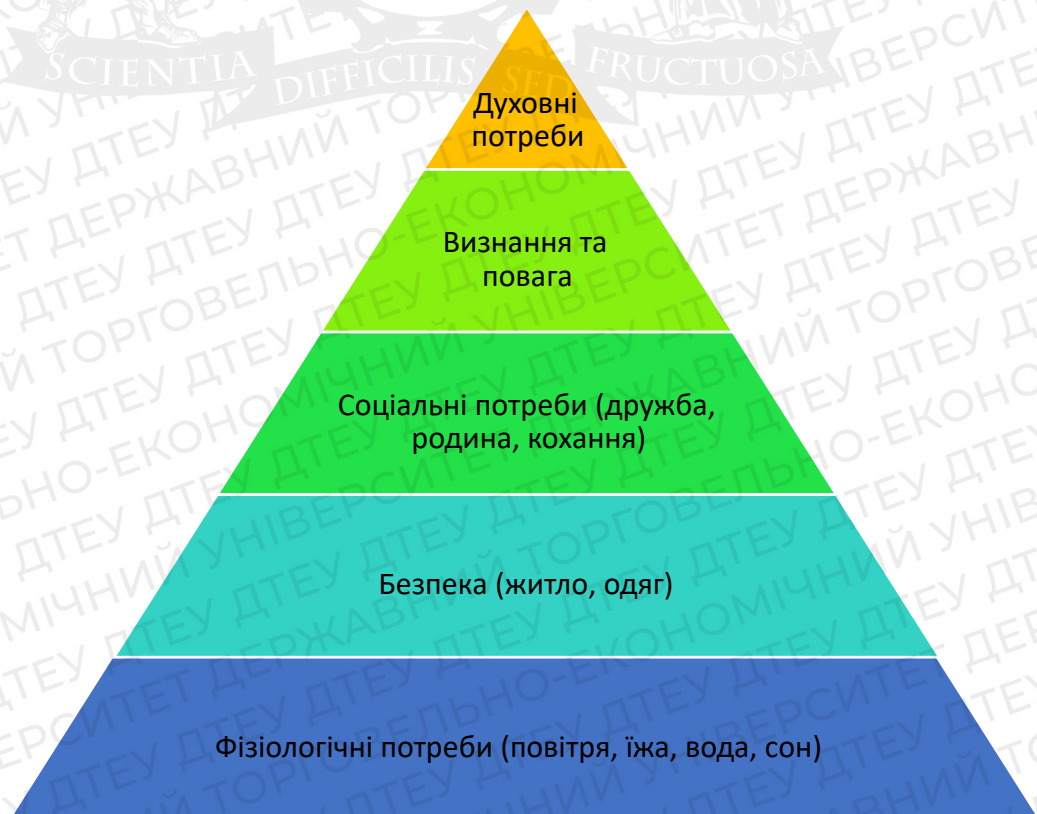 SCIENTIA DIFFICILIS SED FRUCTUOSA
Духовні
потреби
Визнання та
повага
Соціальні потреби (дружба,
родина, кохання)
Безпека (житло, одяг)
Фізіологічні потреби (повітря, їжа, вода, сон)